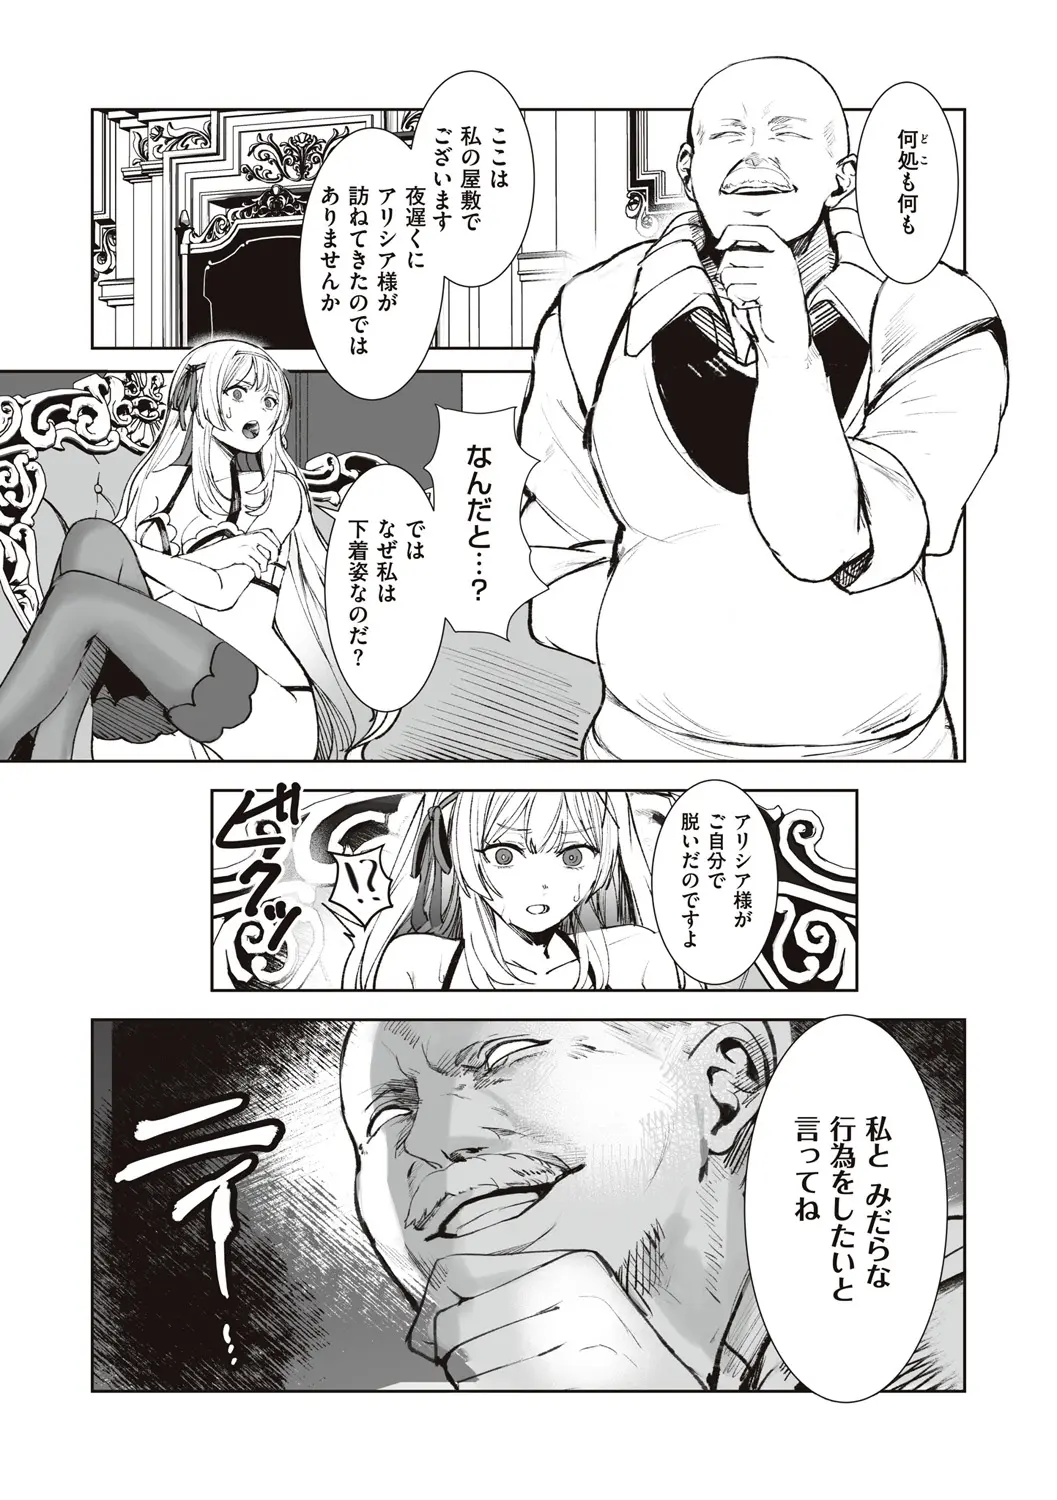 何処も何も
どこ
ここは
私の屋敷で
ございます
夜遅くに
アリシア様が
訪ねてきたのでは
ありませんか
なんだと…?
では
なぜ私は
下着姿なのだ?
アリシア様が
ご自分で
脱いだのですよ
!?
ビクッ
私と みだらな
行為をしたいと
言ってね
ニィ…